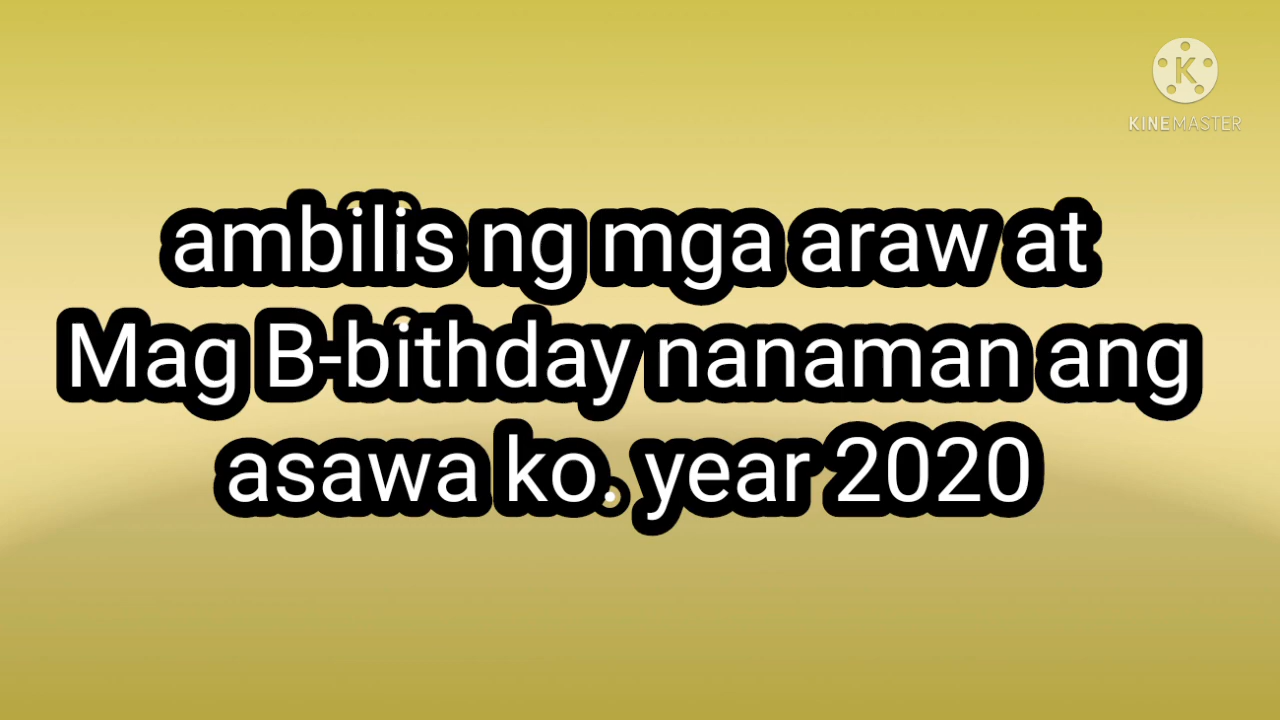 K
KINEMASTER
ambilis ng mga araw at
Mag B-bithday nanaman ang
asawa ko. year 2020